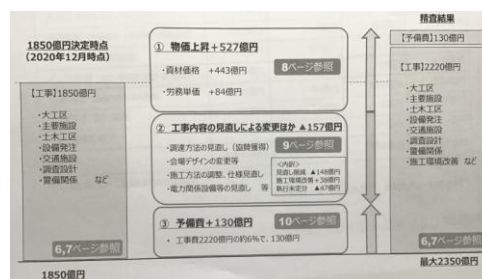 1850億円決定時点
(2020年12月時点)
【工事】1850億円
・大工区
・主要施設
・土木工区
・設備発注
・交通施設
・調査設計
・警備関係 など
6,7ページ参照
1850億円
① 物価上昇+527億円
・資材価格 +443億円
8ページ参照
・労務単価 +84億円
② 工事内容の見直しによる変更ほか ▲157億円
・調達方法の見直し(協賛獲得)
9ページ参照
・会場デザインの変更等
・施工方法の調整、仕様見直し
・電力関係設備等の見直し 等
<内訳>
見直し削減 ▲148億円
施工環境改善 +38億円
執行未定分 ▲47億円
③ 予備費+130億円
10ページ参照
・ 工事費2220億円の約6%で、130億円
精査結果
【予備費】130億円
【工事】2220億円
・大工区
・主要施設
・土木工区
・設備発注
・交通施設
・調査設計
・警備関係
・施工環境改善 など
6,7ページ参照
最大2350億円